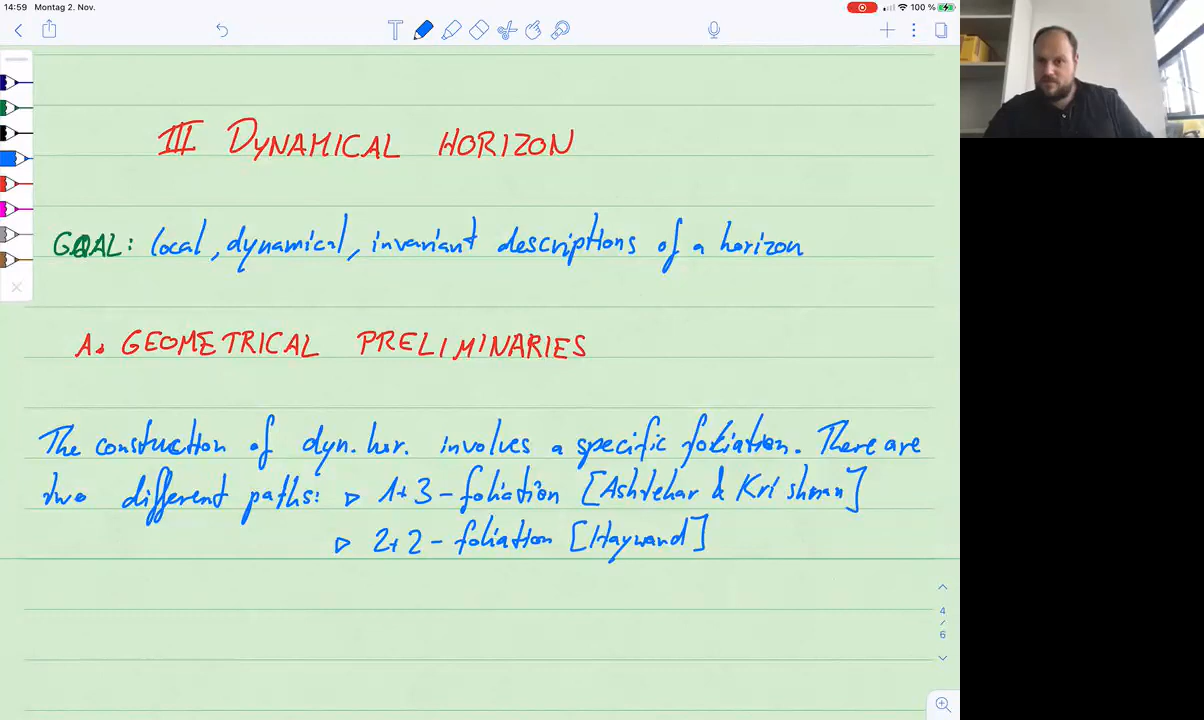 14:59 Montag 2. Nov.
100 %
III DYNAMICAL HORIZON
GOAL: local, dynamical, invariant descriptions of a horizon
A. GEOMETRICAL PRELIMINARIES
The construction of dyn. hor. involves a specific foliation. There are
two different paths: ▷ 1+3-foliation [Ashtekar & Krishnan]
▷ 2+2-foliation [Hayward]
4
/
6